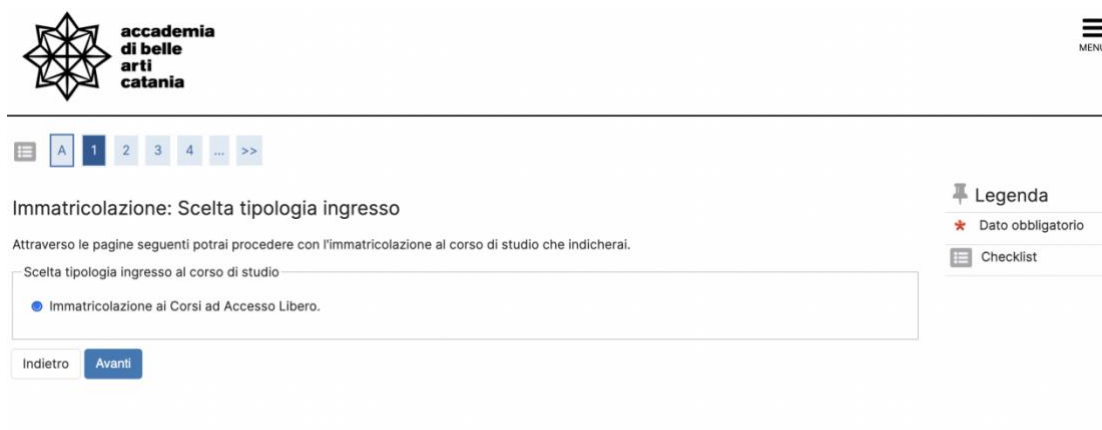 accademia
di belle
arti
catania
MENU
A 1 2 3 4 ... >>
Immatricolazione: Scelta tipologia ingresso
Attraverso le pagine seguenti potrai procedere con l'immatricolazione al corso di studio che indicherai.
Scelta tipologia ingresso al corso di studio
Immatricolazione ai Corsi ad Accesso Libero.
Indietro Avanti
Legenda
* Dato obbligatorio
Checklist